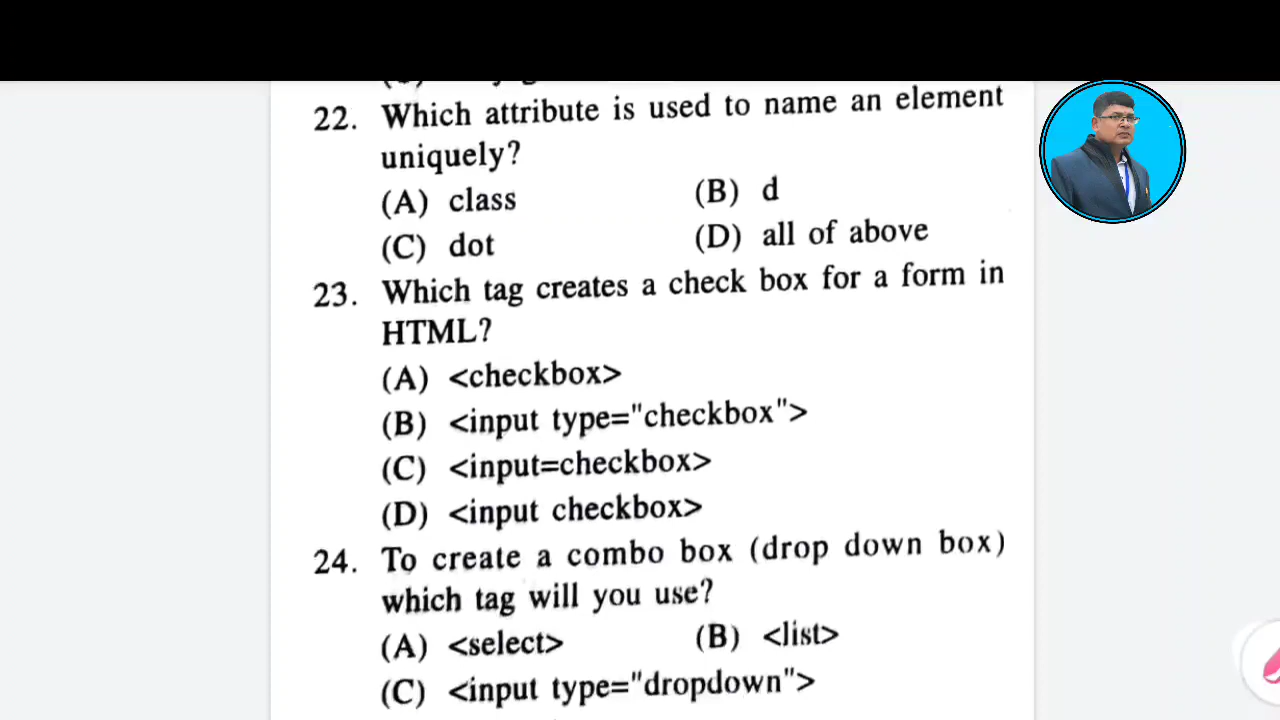 22. Which attribute is used to name an element
uniquely?
(A) class (B) d
(C) dot (D) all of above
23. Which tag creates a check box for a form in
HTML?
(A) <checkbox>
(B) <input type="checkbox">
(C) <input=checkbox>
(D) <input checkbox>
24. To create a combo box (drop down box)
which tag will you use?
(A) <select> (B) <list>
(C) <input type="dropdown">